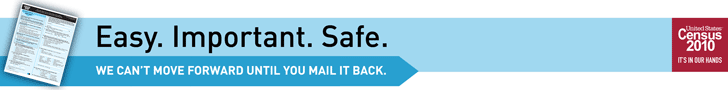 Easy. Important. Safe.
WE CAN'T MOVE FORWARD UNTIL YOU MAIL IT BACK.
United States
Census
2010
IT'S IN OUR HANDS